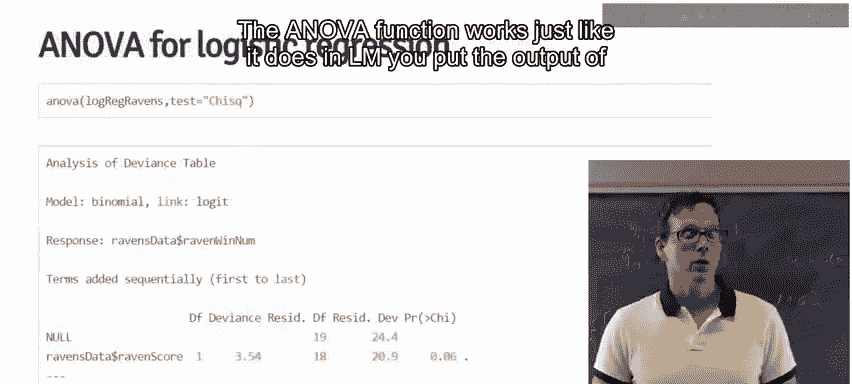 ANOVA for logistic regression
The ANOVA function works just like
it does in LM you put the output of
anova(logRegRavens,test="Chisq")
Analysis of Deviance Table
Model: binomial, link: logit
Response: ravensData$ravenWinNum
Terms added sequentially (first to last)
Df Deviance Resid. Df Resid. Dev Pr(>Chi)
NULL 19 24.4
ravensData$ravenScore 1 3.54 18 20.9 0.06 .
---